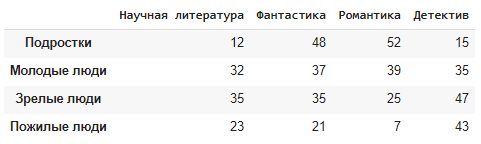 Научная литература Фантастика Романтика Детектив
Подростки 12 48 52 15
Молодые люди 32 37 39 35
Зрелые люди 35 35 25 47
Пожилые люди 23 21 7 43